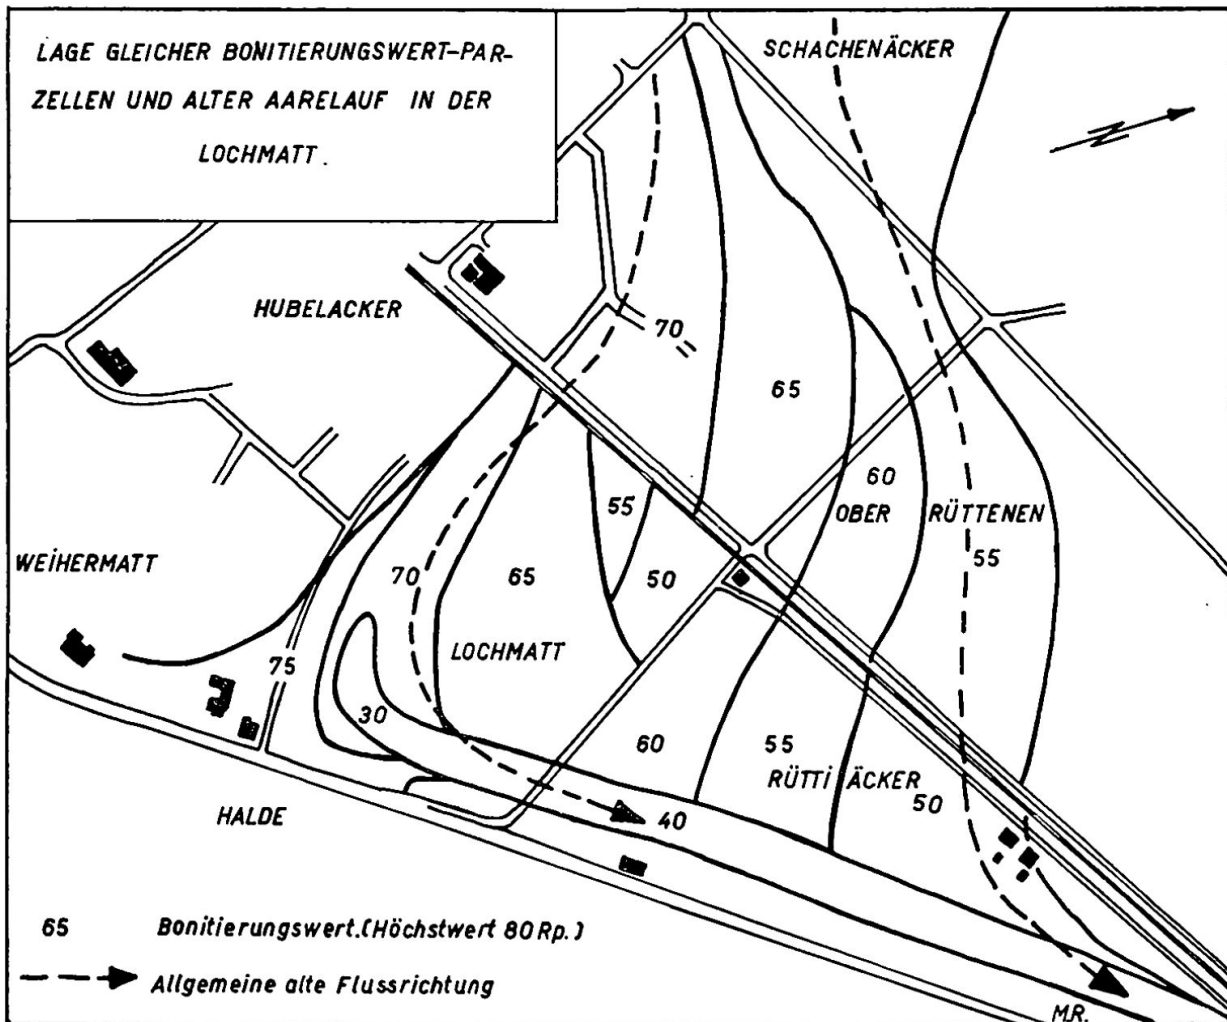 LAGE GLEICHER BONITIERUNGSWERT-PAR-
ZELLEN UND ALTER AARELAUF IN DER
LOCHMATT.
SCHACHENÄCKER
N
HUBELACKER
70
65
60
55
OBER RÜTTENEN
55
WEIHERMATT
70
65
50
LOCHMATT
75
30
60
55
RÜTTI ÄCKER
50
HALDE
40
65 Bonitierungswert.(Höchstwert 80 Rp.)
Allgemeine alte Flussrichtung
M.R.